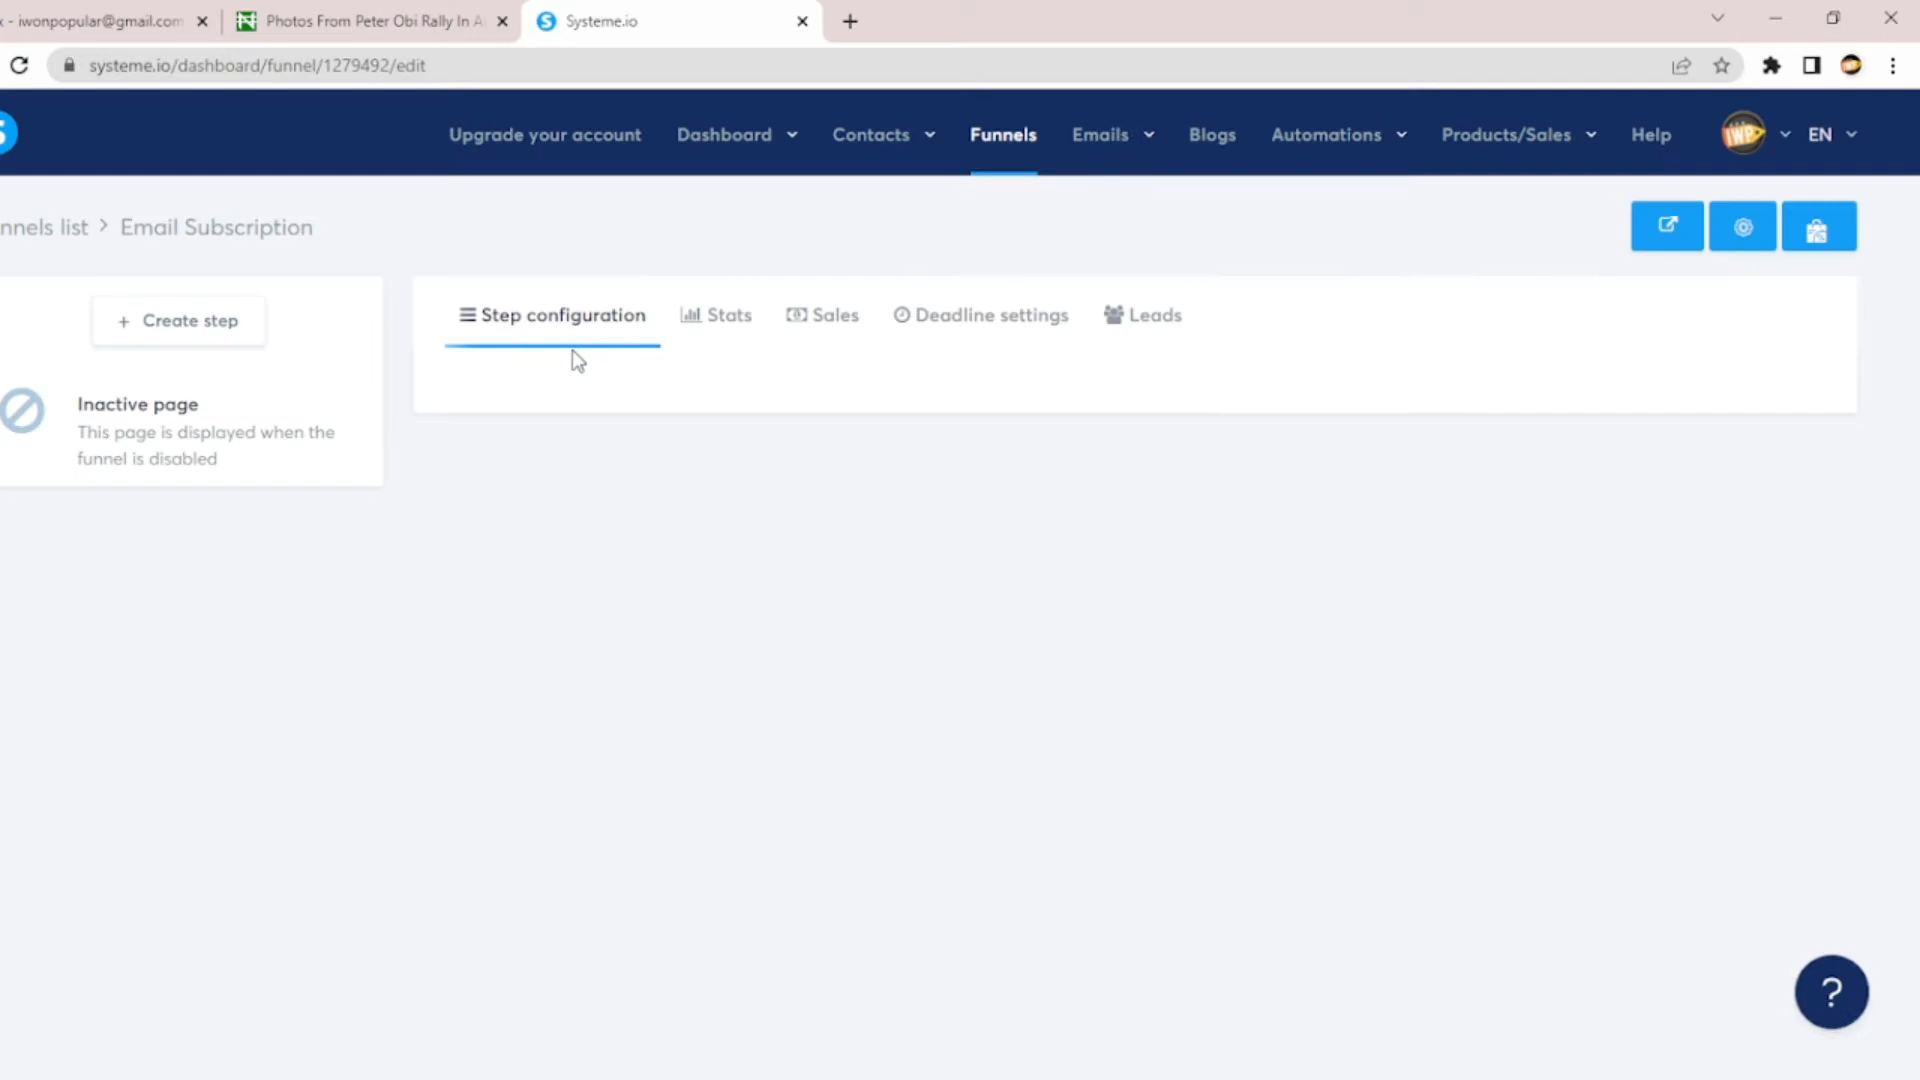 - iwonpopular@gmail.com
Photos From Peter Obi Rally In A
Systeme.io
systeme.io/dashboard/funnel/1279492/edit
Upgrade your account
Dashboard
Contacts
Funnels
Emails
Blogs
Automations
Products/Sales
Help
IWP
EN
nnels list > Email Subscription
+ Create step
Step configuration
Stats
Sales
Deadline settings
Leads
Inactive page
This page is displayed when the
funnel is disabled
?